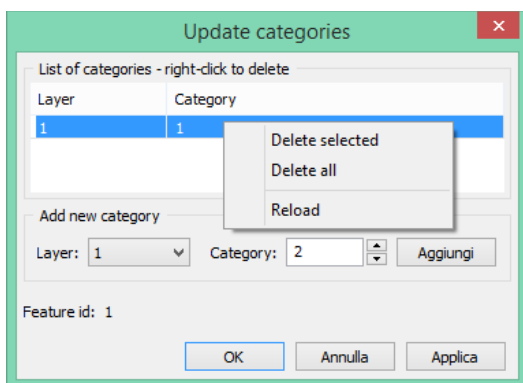 Update categories
List of categories - right-click to delete
Layer Category
1 1
Delete selected
Delete all
Reload
Add new category
Layer: 1 Category: 2 Aggiungi
Feature id: 1
OK Annulla Applica